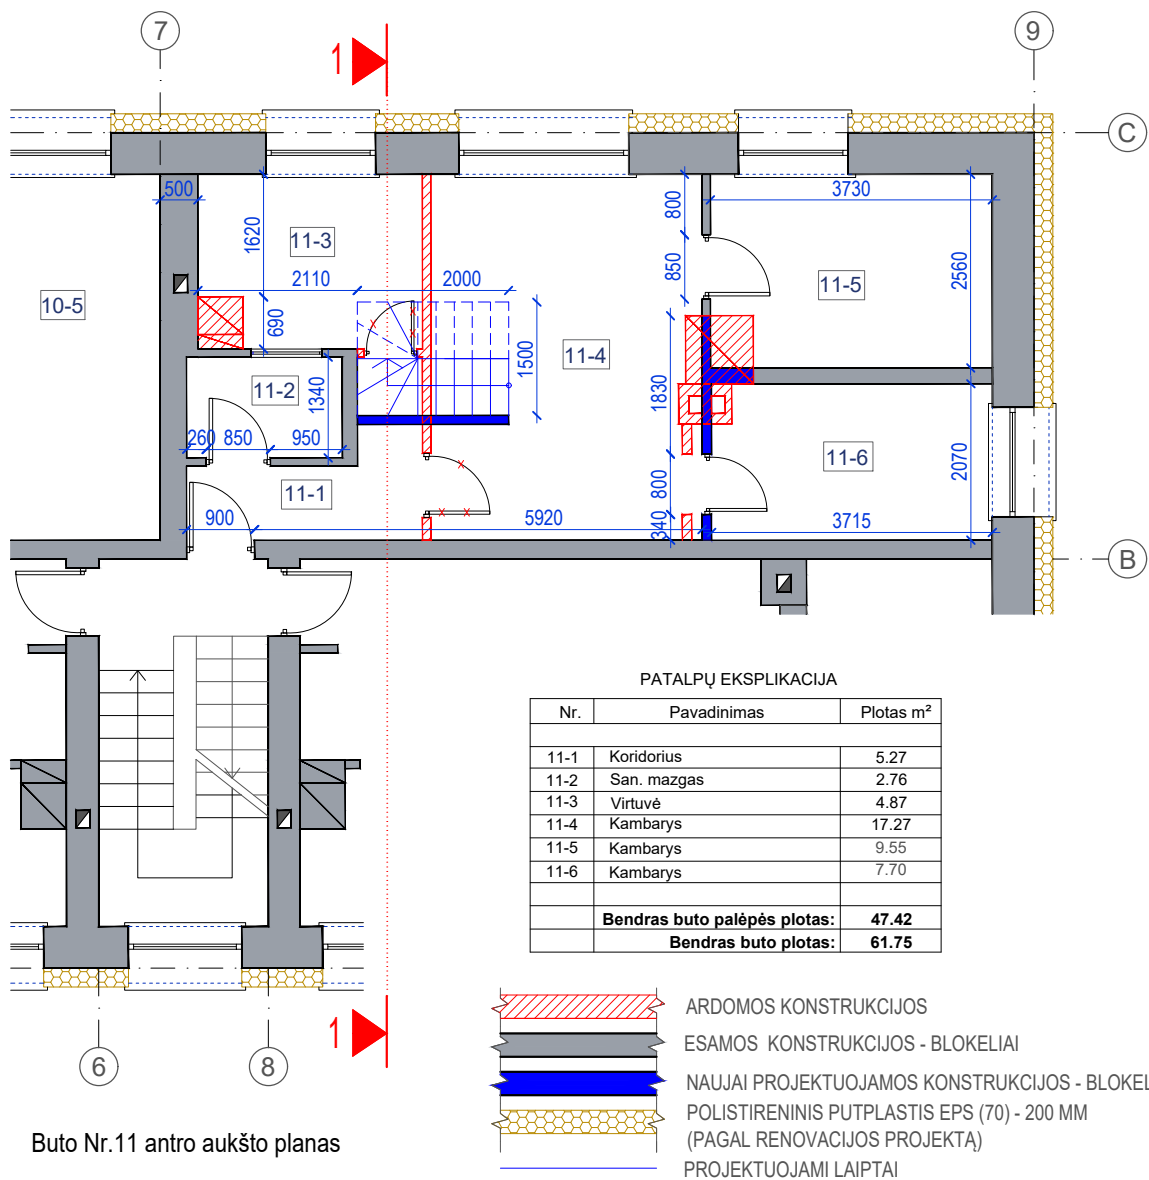 7
9
1
C
500
3730
800
1620
11-3
2560
850
10-5
2110
2000
11-5
690
11-4
1500
11-2
1340
1830
260
850
950
11-6
2070
11-1
800
900
5920
340
3715
B
PATALPŲ EKSPLIKACIJA
Nr. Pavadinimas Plotas m²
11-1 Koridorius 5.27
11-2 San. mazgas 2.76
11-3 Virtuvė 4.87
11-4 Kambarys 17.27
11-5 Kambarys 9.55
11-6 Kambarys 7.70
Bendras buto palėpės plotas: 47.42
Bendras buto plotas: 61.75
1
6
8
ARDOMOS KONSTRUKCIJOS
ESAMOS KONSTRUKCIJOS - BLOKELIAI
NAUJAI PROJEKTUOJAMOS KONSTRUKCIJOS - BLOKEL
POLISTIRENINIS PUTPLASTIS EPS (70) - 200 MM
(PAGAL RENOVACIJOS PROJEKTĄ)
PROJEKTUOJAMI LAIPTAI
Buto Nr.11 antro aukšto planas